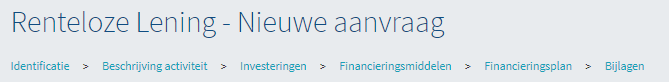 Renteloze Lening - Nieuwe aanvraag
Identificatie > Beschrijving activiteit > Investeringen > Financieringsmiddelen > Financieringsplan > Bijlagen